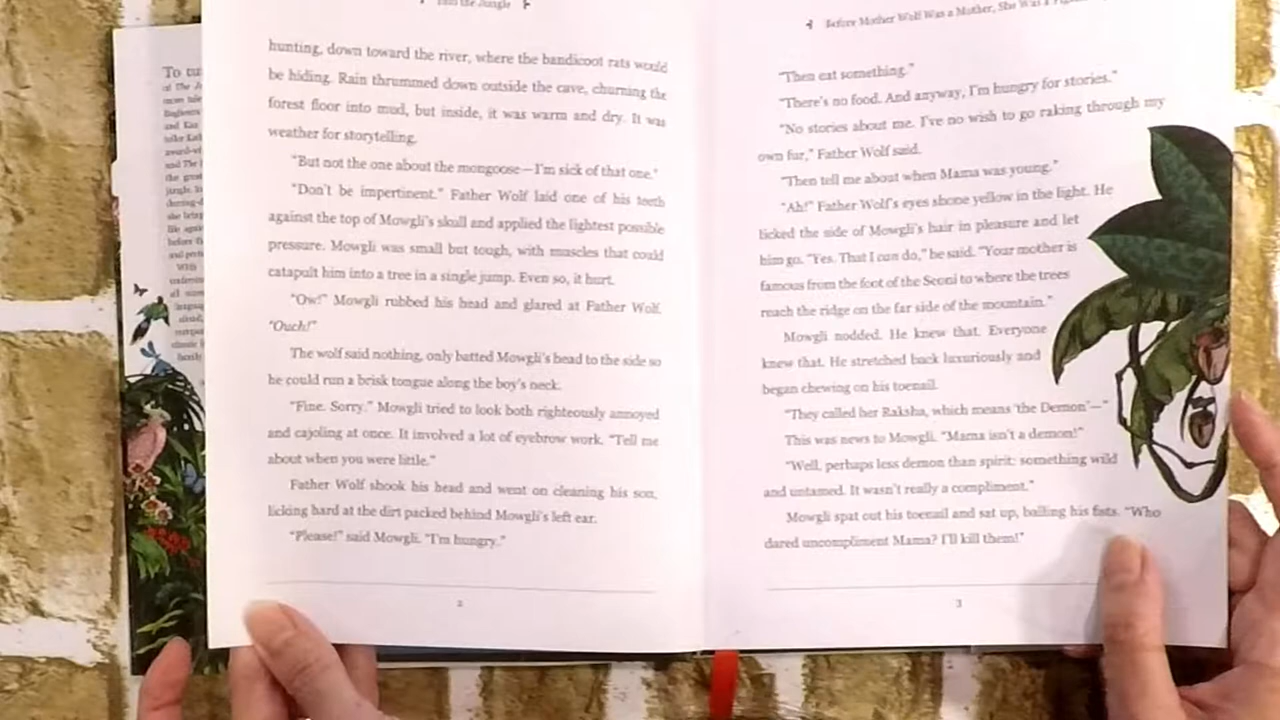 To
of The
and
and The
Into the Jungle
hunting, down toward the river, where the bandicoot rats would
be hiding. Rain thrummed down outside the cave, churning the
forest floor into mud, but inside, it was warm and dry. It was
weather for storytelling.
“But not the one about the mongoose—I’m sick of that one.”
“Don’t be impertinent.” Father Wolf laid one of his teeth
against the top of Mowgli’s skull and applied the lightest possible
pressure. Mowgli was small but tough, with muscles that could
catapult him into a tree in a single jump. Even so, it hurt.
“Ow!” Mowgli rubbed his head and glared at Father Wolf.
“Ouch!”
The wolf said nothing, only butted Mowgli’s head to the side so
he could run a brisk tongue along the boy’s neck.
“Fine. Sorry.” Mowgli tried to look both righteously annoyed
and cajoling at once. It involved a lot of eyebrow work. “Tell me
about when you were little.”
Father Wolf shook his head and went on cleaning his son,
licking hard at the dirt packed behind Mowgli’s left ear.
“Please!” said Mowgli. “I’m hungry.”
2
Before Mother Wolf Was a Mother, She Was a
“Then eat something.”
“There’s no food. And anyway, I’m hungry for stories.”
“No stories about me. I’ve no wish to go raking through my
own fur,” Father Wolf said.
“Then tell me about when Mama was young.”
“Ah!” Father Wolf’s eyes shone yellow in the light. He
licked the side of Mowgli’s hair in pleasure and let
him go. “Yes. That I can do,” he said. “Your mother is
famous from the foot of the Seoni to where the trees
reach the ridge on the far side of the mountain.”
Mowgli nodded. He knew that. Everyone
knew that. He stretched back luxuriously and
began chewing on his toenail.
“They called her Raksha, which means ‘the Demon’—”
This was news to Mowgli. “Mama isn’t a demon!”
“Well, perhaps less demon than spirit: something wild
and untamed. It wasn’t really a compliment.”
Mowgli spat out his toenail and sat up, balling his fists. “Who
dared uncompliment Mama? I’ll kill them!”
3